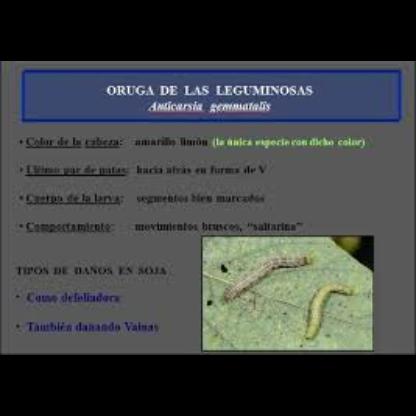 ORUGA DE LAS LEGUMINOSAS
Anticarsia gemmatalis
• Color de la cabeza: amarillo limón (la única especie con dicho color)
• Ultimo par de patas: hacia atrás en forma de V
• Cuerpo de la larva: segmentos bien marcados
• Comportamiento: movimientos bruscos, “saltarina”
TIPOS DE DAÑOS EN SOJA
• Como defoliadora
• También dañando Vainas